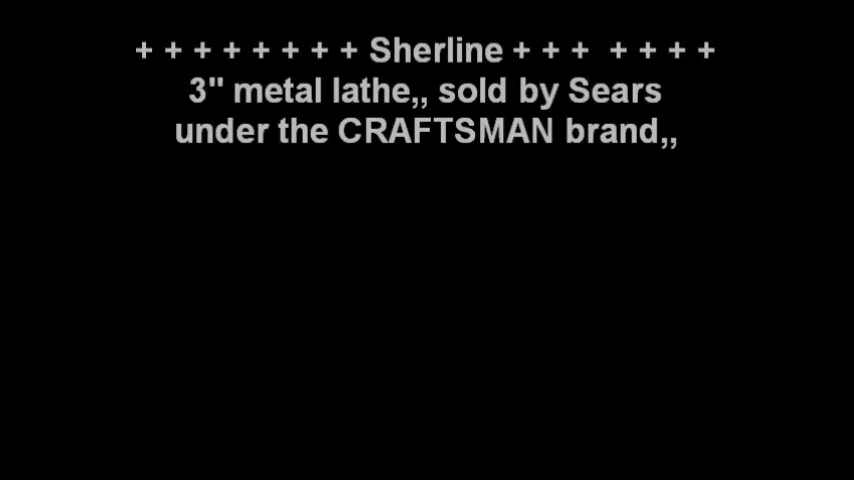 + + + + + + + + Sherline + + +  + + + +
3" metal lathe,, sold by Sears
under the CRAFTSMAN brand,,